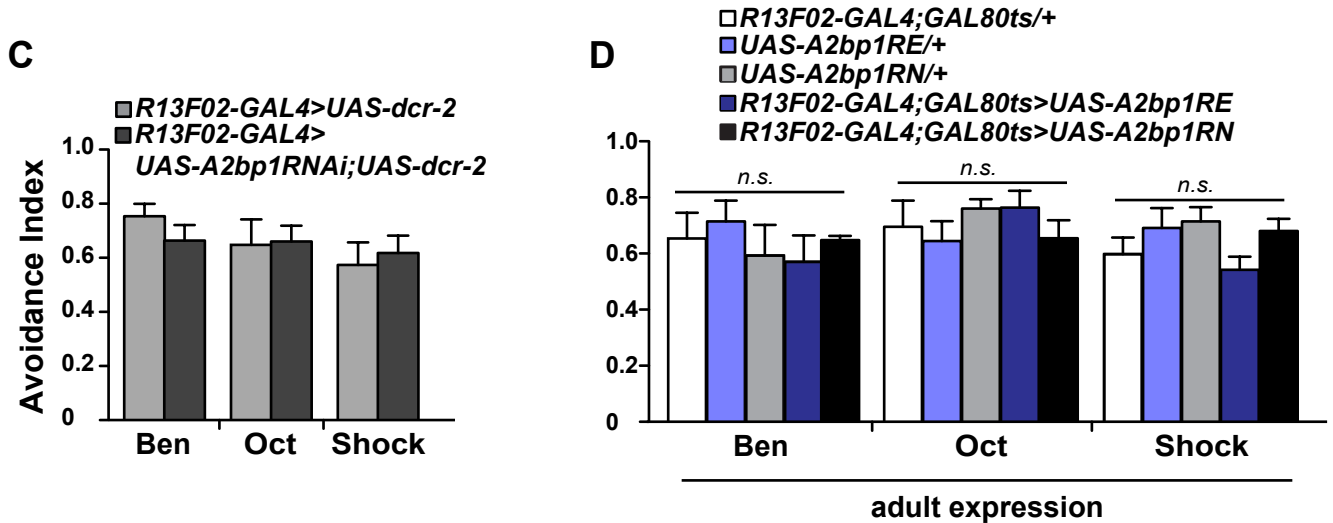 C
R13F02-GAL4>UAS-dcr-2
R13F02-GAL4>
UAS-A2bp1RNAi;UAS-dcr-2
Avoidance Index
1.0
0.8
0.6
0.4
0.2
0
Ben Oct Shock
D
R13F02-GAL4;GAL80ts/+
UAS-A2bp1RE/+
UAS-A2bp1RN/+
R13F02-GAL4;GAL80ts>UAS-A2bp1RE
R13F02-GAL4;GAL80ts>UAS-A2bp1RN
1.0
0.8
0.6
0.4
0.2
0
n.s. n.s. n.s.
Ben Oct Shock
adult expression